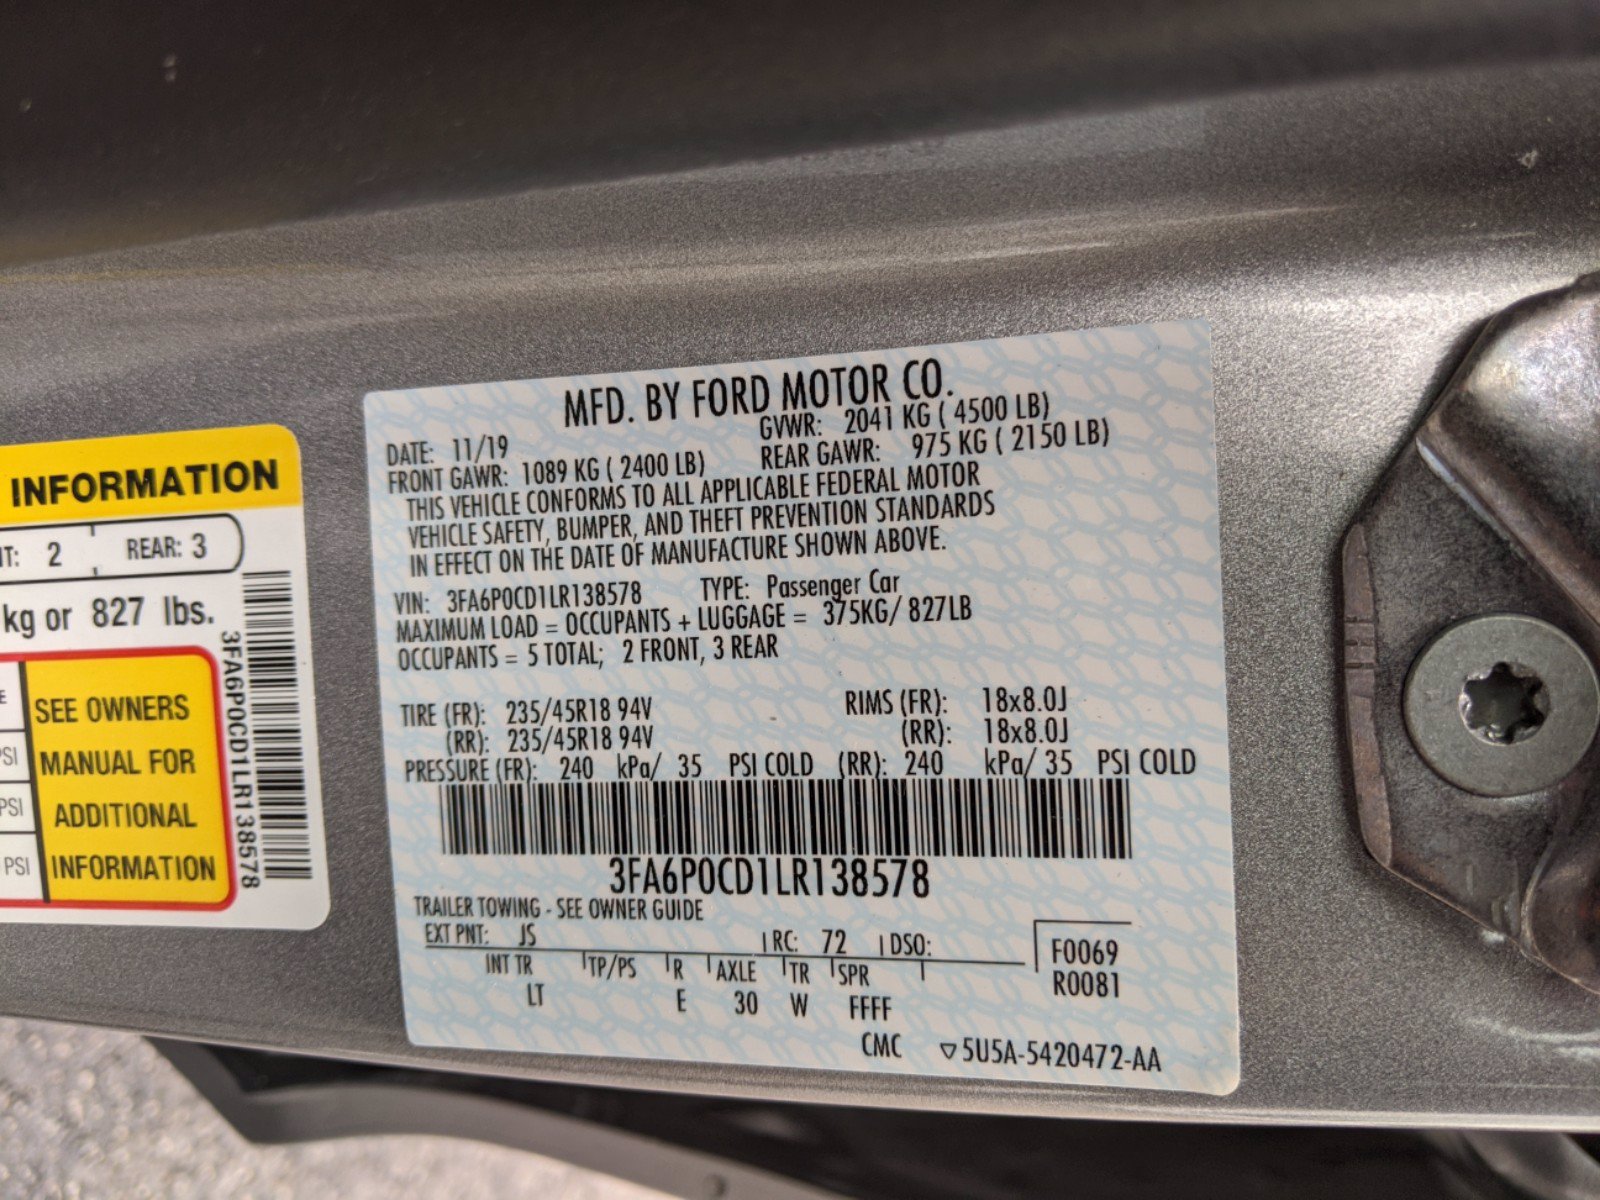 INFORMATION
2
REAR: 3
kg or 827 lbs.
SEE OWNERS
MANUAL FOR
ADDITIONAL
INFORMATION
PSI
PSI
PSI
3FA6P0CD1LR138578
MFD. BY FORD MOTOR CO.
DATE: 11/19 GVWR: 2041 KG ( 4500 LB)
FRONT GAWR: 1089 KG ( 2400 LB) REAR GAWR: 975 KG ( 2150 LB)
THIS VEHICLE CONFORMS TO ALL APPLICABLE FEDERAL MOTOR
VEHICLE SAFETY, BUMPER, AND THEFT PREVENTION STANDARDS
IN EFFECT ON THE DATE OF MANUFACTURE SHOWN ABOVE.
VIN: 3FA6P0CD1LR138578 TYPE: Passenger Car
MAXIMUM LOAD = OCCUPANTS + LUGGAGE = 375KG/ 827LB
OCCUPANTS = 5 TOTAL; 2 FRONT, 3 REAR
TIRE (FR): 235/45R18 94V RIMS (FR): 18x8.0J
(RR): 235/45R18 94V (RR): 18x8.0J
PRESSURE (FR): 240 kPa/ 35 PSI COLD (RR): 240 kPa/ 35 PSI COLD
3FA6P0CD1LR138578
TRAILER TOWING - SEE OWNER GUIDE
EXT PNT: JS RC: 72 DSO: F0069
INT TR TP/PS R AXLE TR SPR R0081
LT E 30 W FFFF
CMC ▽5U5A-5420472-AA